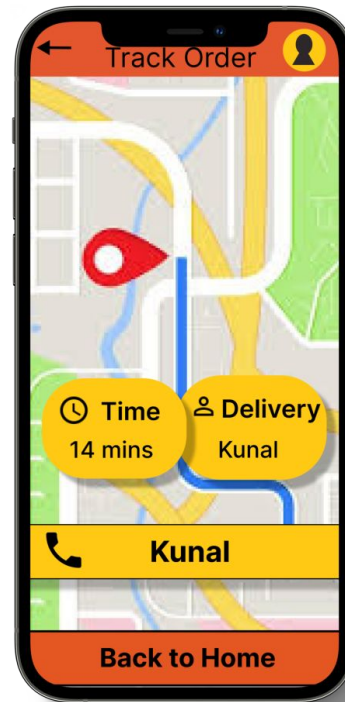 Track Order
Time
14 mins
Delivery
Kunal
Kunal
Back to Home